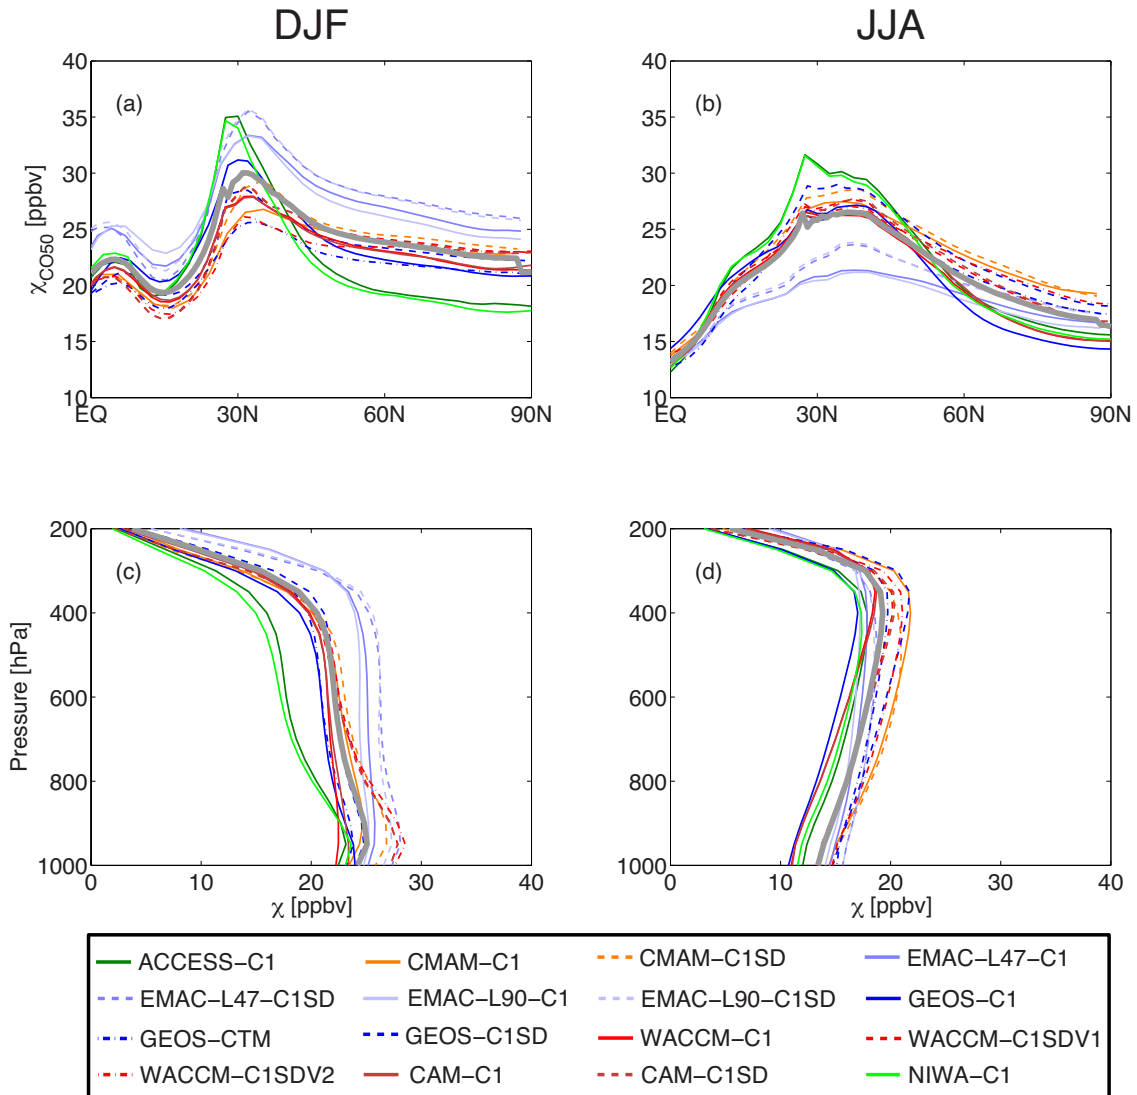 DJF JJA
40 40
(a) (b)
35 35
30 30
χCO50 [ppbv]
25 25
20 20
15 15
10 10
EQ 30N 60N 90N EQ 30N 60N 90N
200 200
(c) (d)
400 400
Pressure [hPa]
600 600
800 800
1000 1000
0 10 20 30 40 0 10 20 30 40
χ [ppbv] χ [ppbv]
ACCESS−C1 CMAM−C1 CMAM−C1SD EMAC−L47−C1
EMAC−L47−C1SD EMAC−L90−C1 EMAC−L90−C1SD GEOS−C1
GEOS−CTM GEOS−C1SD WACCM−C1 WACCM−C1SDV1
WACCM−C1SDV2 CAM−C1 CAM−C1SD NIWA−C1